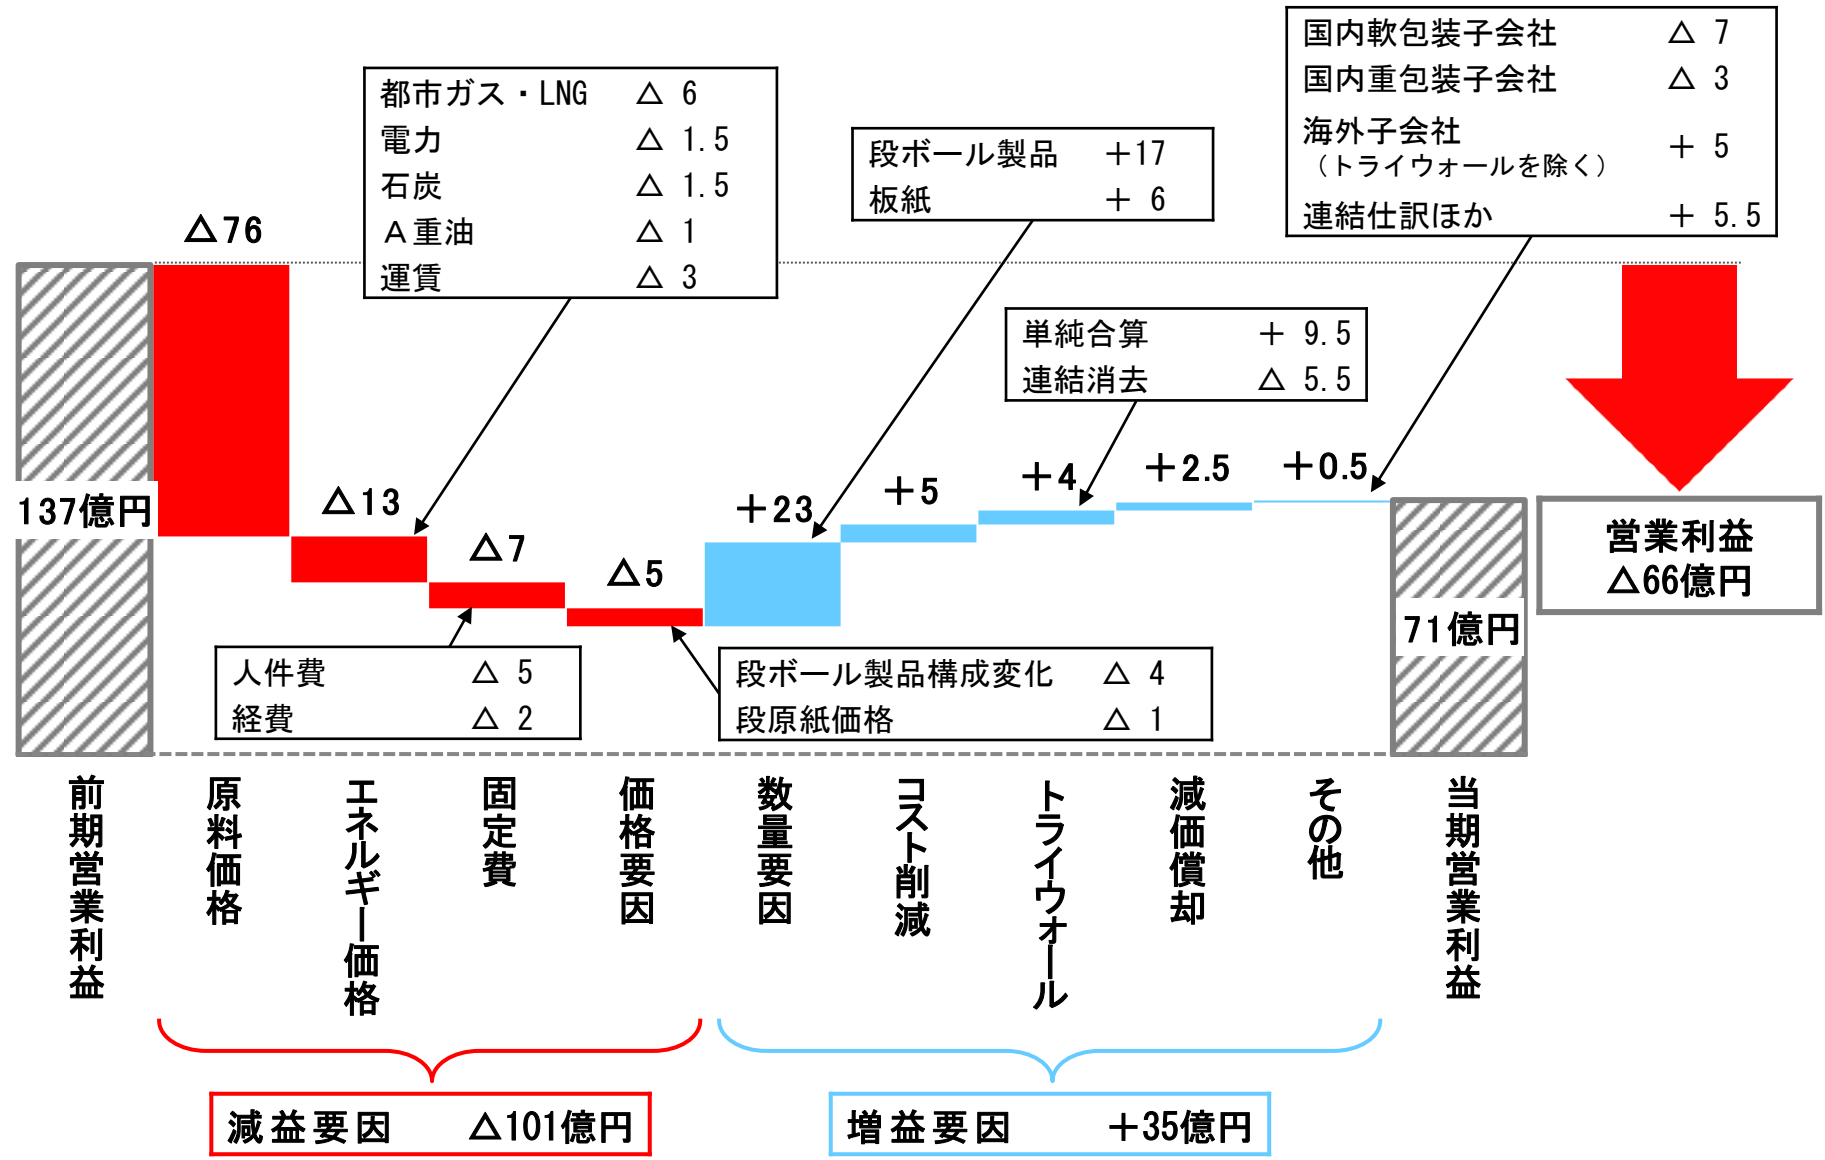 国内軟包装子会社 △ 7
国内重包装子会社 △ 3
海外子会社 ＋ 5
（トライウォールを除く）
連結仕訳ほか ＋ 5.5
都市ガス・LNG △ 6
電力 △ 1.5
石炭 △ 1.5
Ａ重油 △ 1
運賃 △ 3
段ボール製品 ＋17
板紙 ＋ 6
単純合算 ＋ 9.5
連結消去 △ 5.5
△76
△13
△7
△5
＋23
＋5
＋4
＋2.5
＋0.5
137億円
71億円
営業利益
△66億円
人件費 △ 5
経費 △ 2
段ボール製品構成変化 △ 4
段原紙価格 △ 1
前期営業利益
原料価格
エネルギー価格
固定費
価格要因
数量要因
コスト削減
トライウォール
減価償却
その他
当期営業利益
減益要因 △101億円
増益要因 ＋35億円